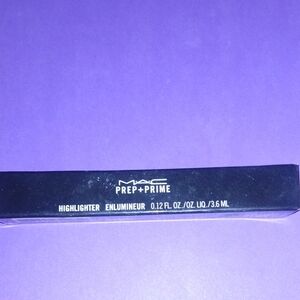 MAC
PREP+PRIME
HIGHLIGHTER ENLUMINEUR 0.12 FL. OZ./OZ. LIQ./3.6 ML